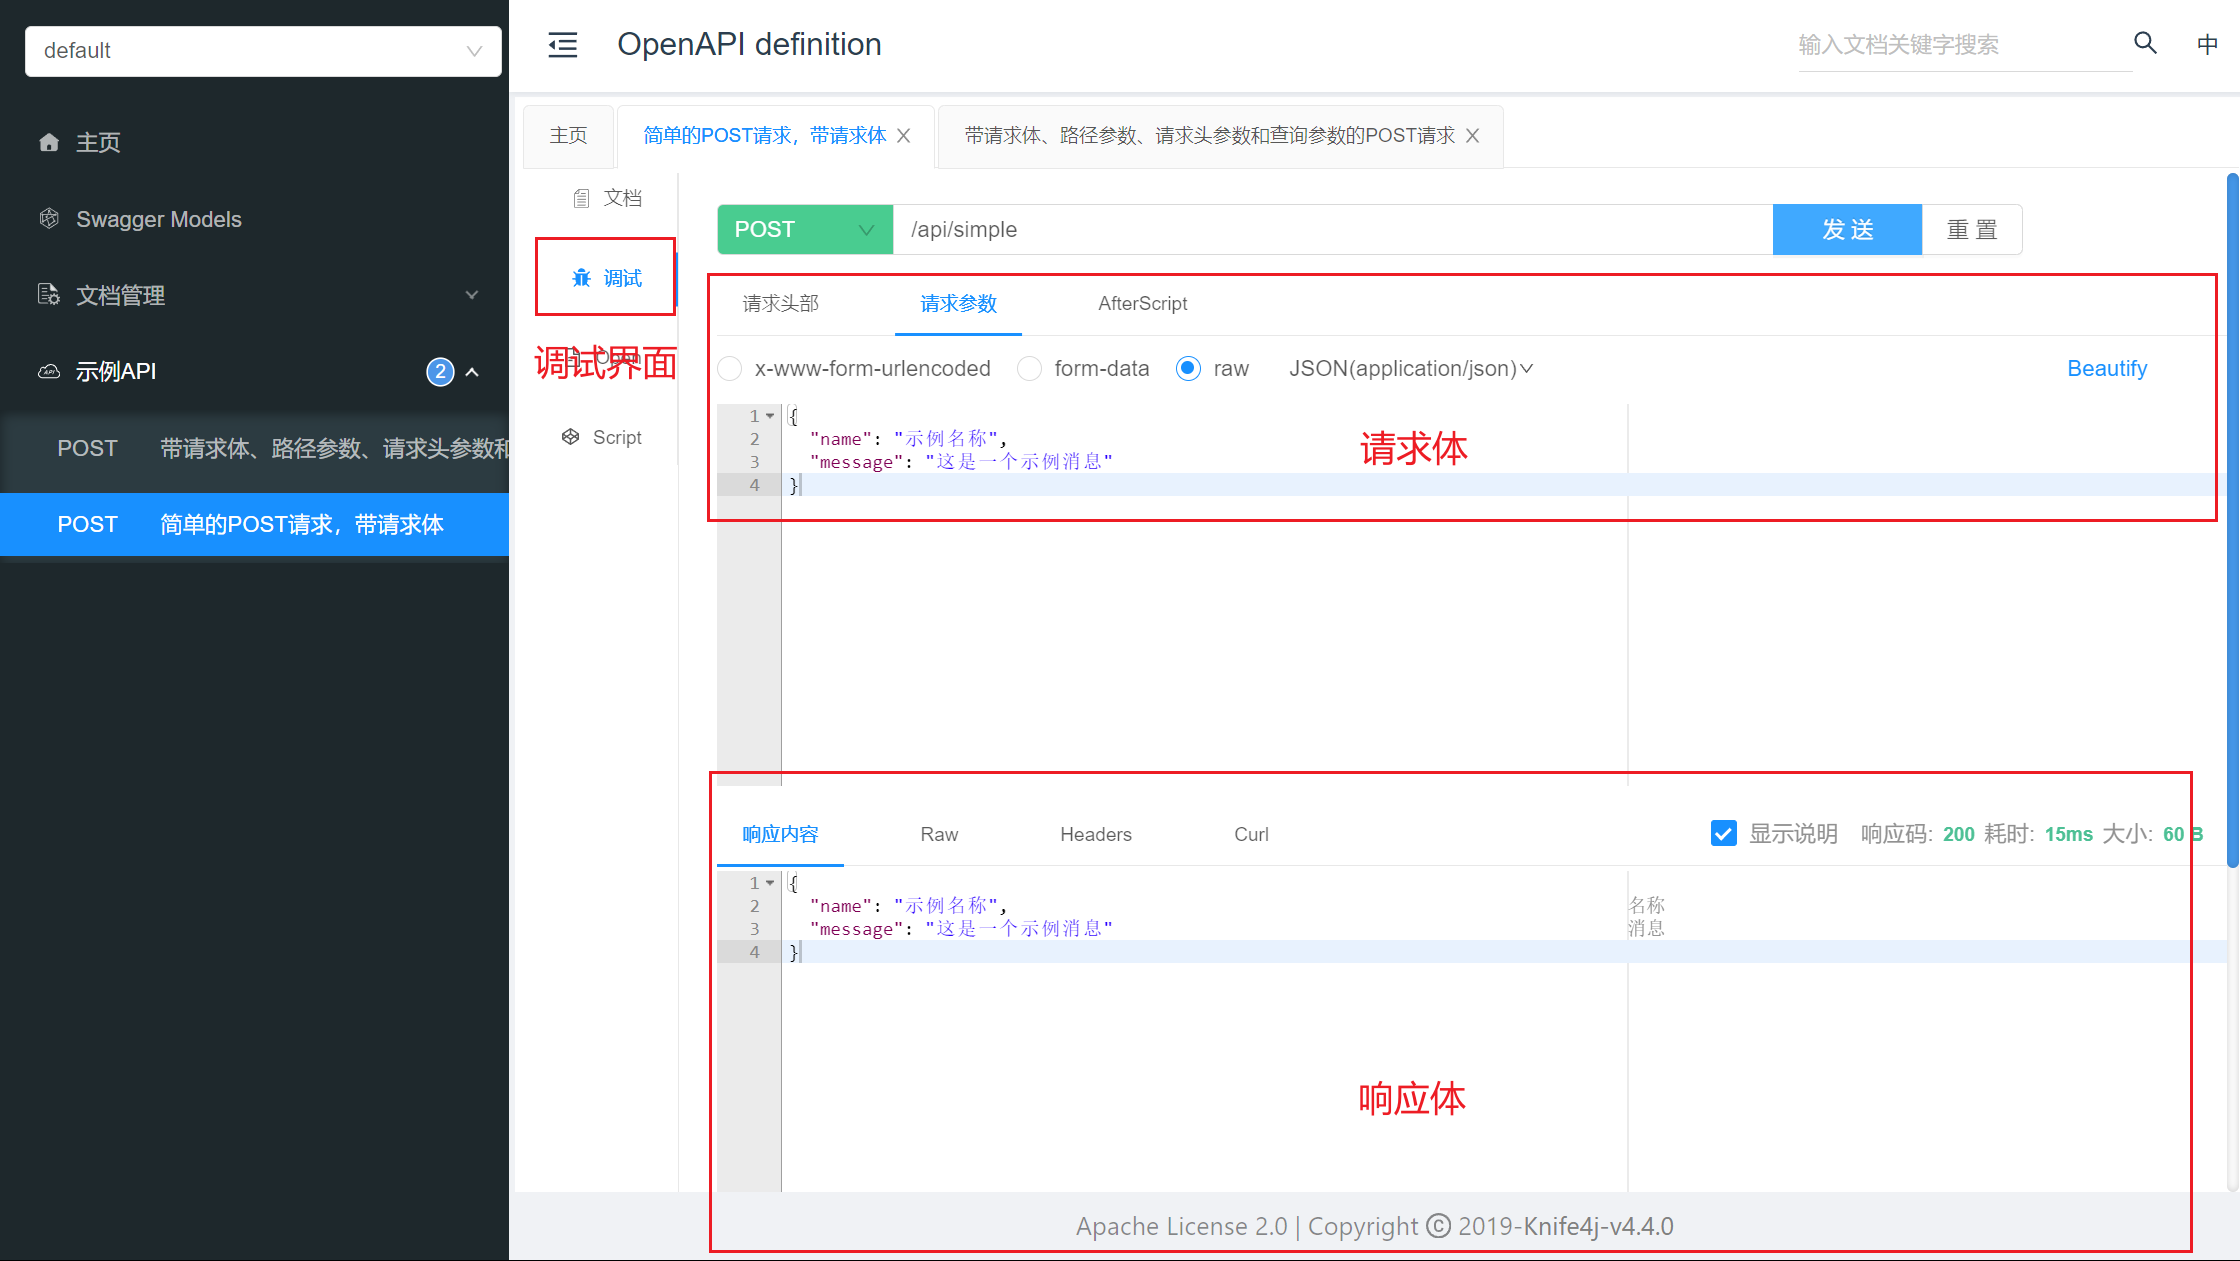 default
主页
Swagger Models
文档管理
示例API
2
POST 带请求体、路径参数、请求头参数和
POST 简单的POST请求，带请求体
OpenAPI definition
输入文档关键字搜索
中
主页
简单的POST请求，带请求体
带请求体、路径参数、请求头参数和查询参数的POST请求
文档
调试
调试界面
Open
Script
POST
/api/simple
发 送
重 置
请求头部
请求参数
AfterScript
x-www-form-urlencoded
form-data
raw
JSON(application/json)
Beautify
1 {
2 "name": "示例名称",
3 "message": "这是一个示例消息"
4 }
请求体
响应内容
Raw
Headers
Curl
显示说明
响应码: 200 耗时: 15ms 大小: 60 B
1 {
2 "name": "示例名称", 名称
3 "message": "这是一个示例消息" 消息
4 }
响应体
Apache License 2.0 | Copyright © 2019-Knife4j-v4.4.0